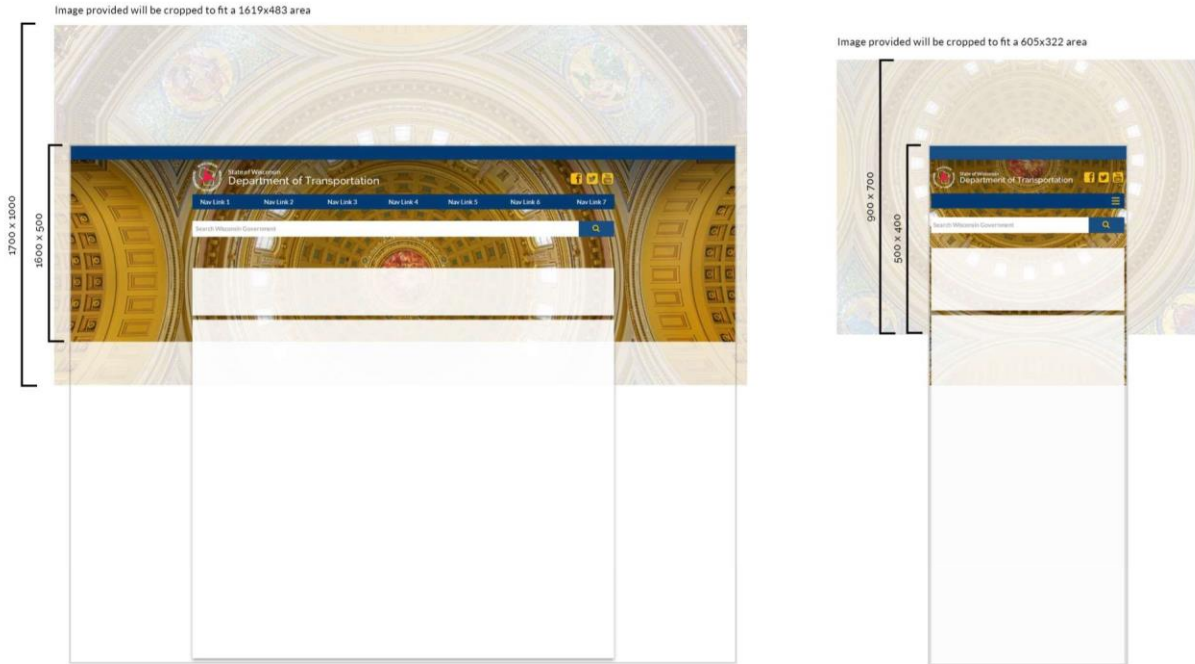 Image provided will be cropped to fit a 1619x483 area
1700 x 1000
1600 x 500
State of Wisconsin
Department of Transportation
Nav Link 1 Nav Link 2 Nav Link 3 Nav Link 4 Nav Link 5 Nav Link 6 Nav Link 7
Search Wisconsin Government
Image provided will be cropped to fit a 605x322 area
900 x 700
500 x 400
State of Wisconsin
Department of Transportation
Search Wisconsin Government